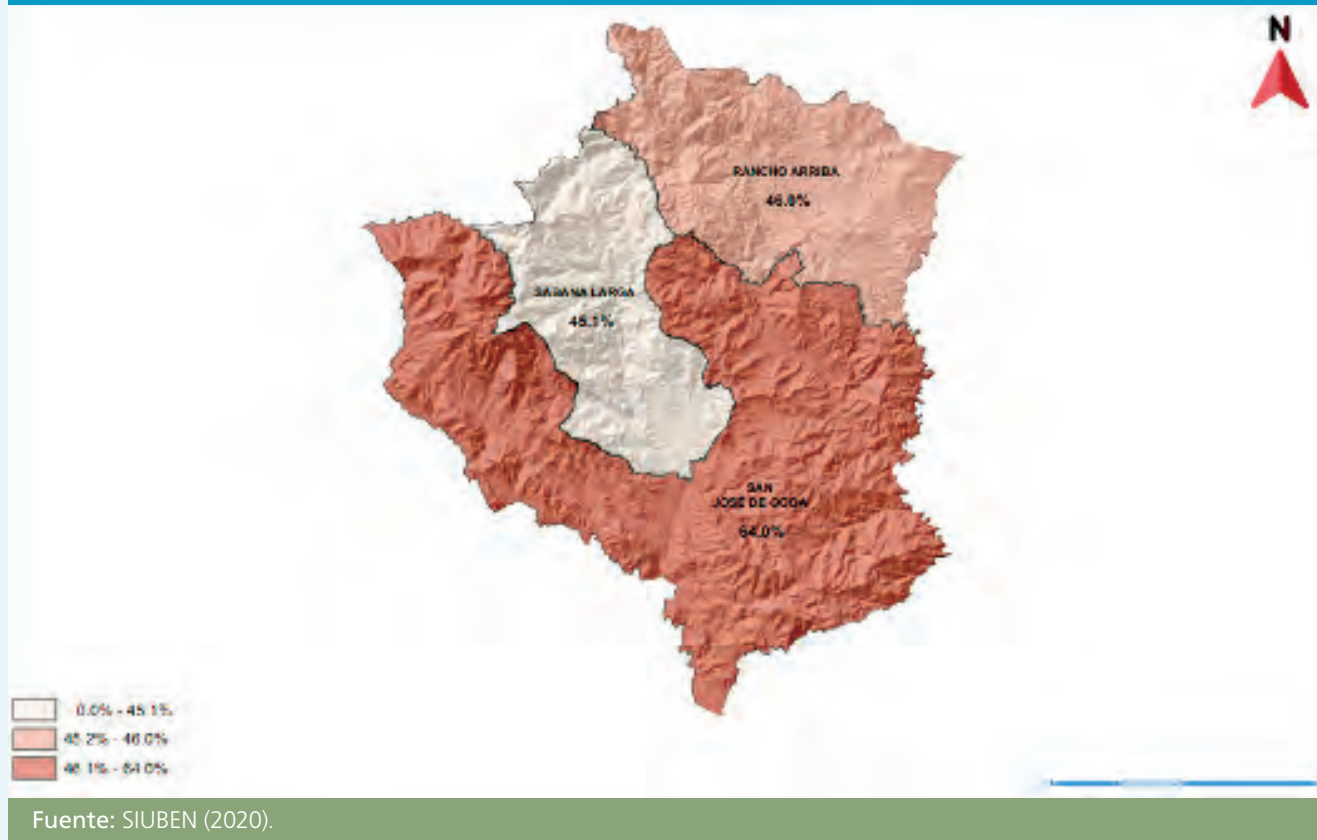 N
RANCHO ARRIBA
46.0%
SABANA LARGA
45.1%
SAN
JOSÉ DE OCOA
64.0%
0.0% - 45.1%
45.2% - 46.0%
46.1% - 64.0%
Fuente: SIUBEN (2020).